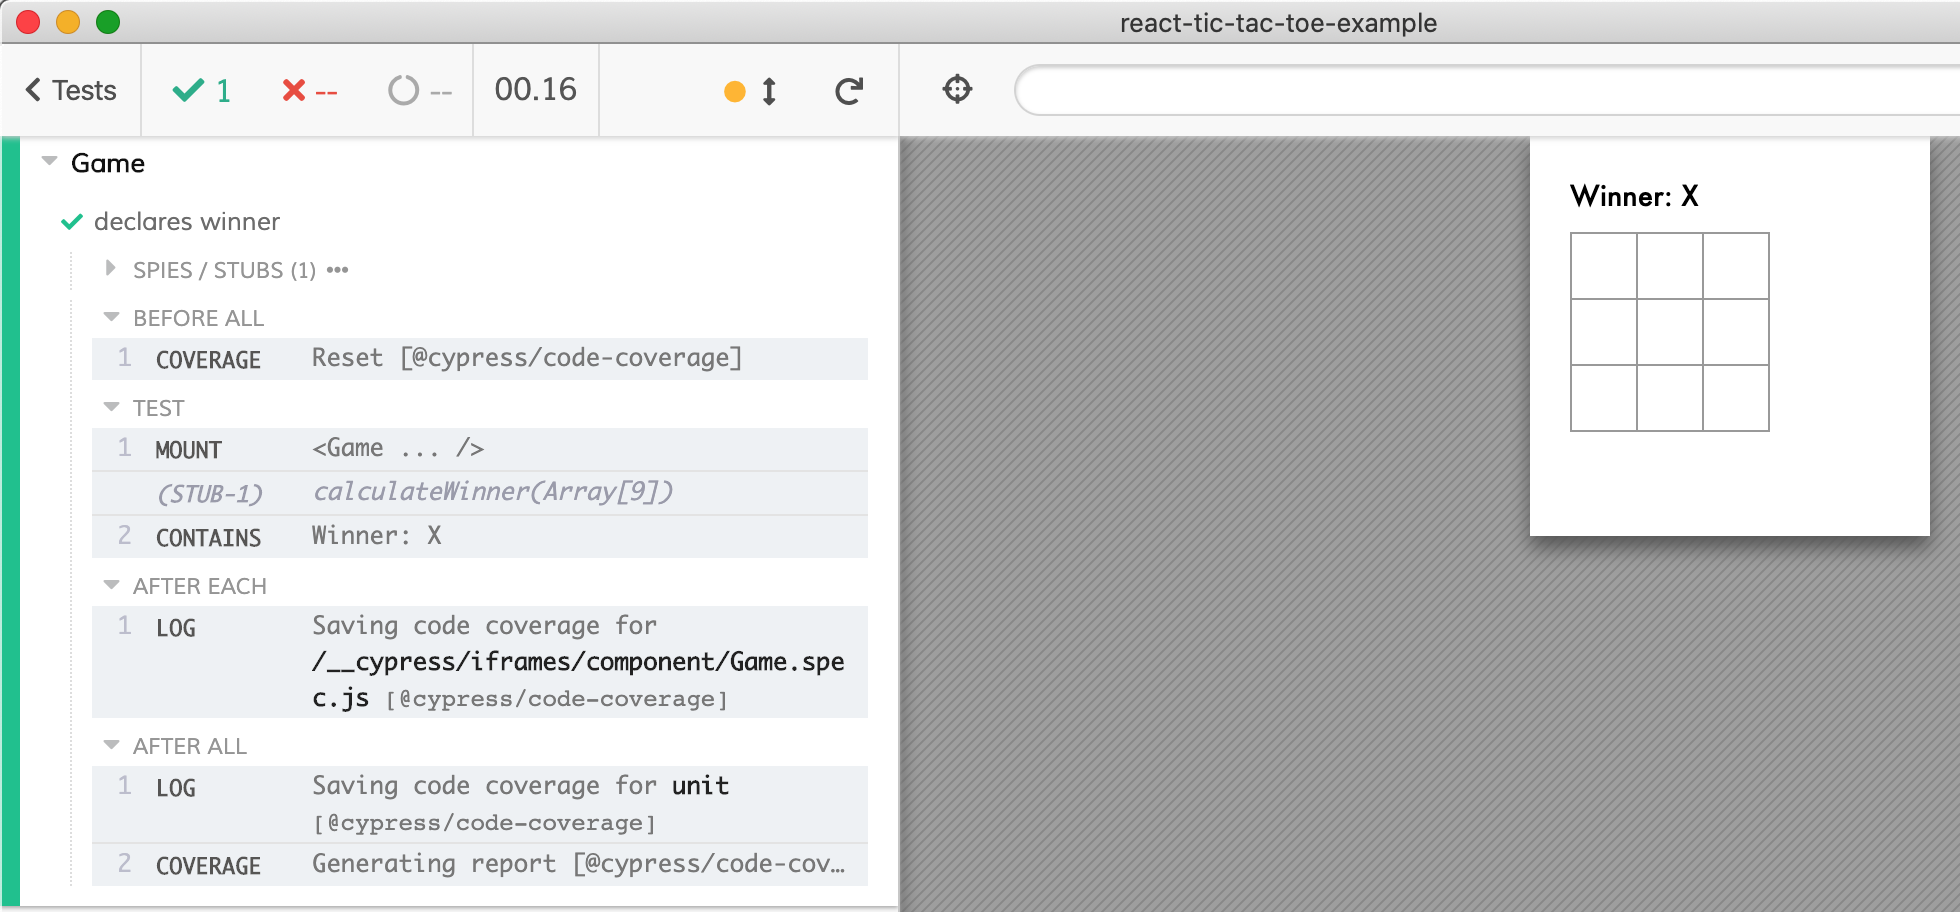 react-tic-tac-toe-example
Tests
1
--
--
00.16
Game
declares winner
SPIES / STUBS (1) •••
BEFORE ALL
1 COVERAGE Reset [@cypress/code-coverage]
TEST
1 MOUNT <Game ... />
(STUB-1) calculateWinner(Array[9])
2 CONTAINS Winner: X
AFTER EACH
1 LOG Saving code coverage for
/__cypress/iframes/component/Game.spe
c.js [@cypress/code-coverage]
AFTER ALL
1 LOG Saving code coverage for unit
[@cypress/code-coverage]
2 COVERAGE Generating report [@cypress/code-cov…
Winner: X